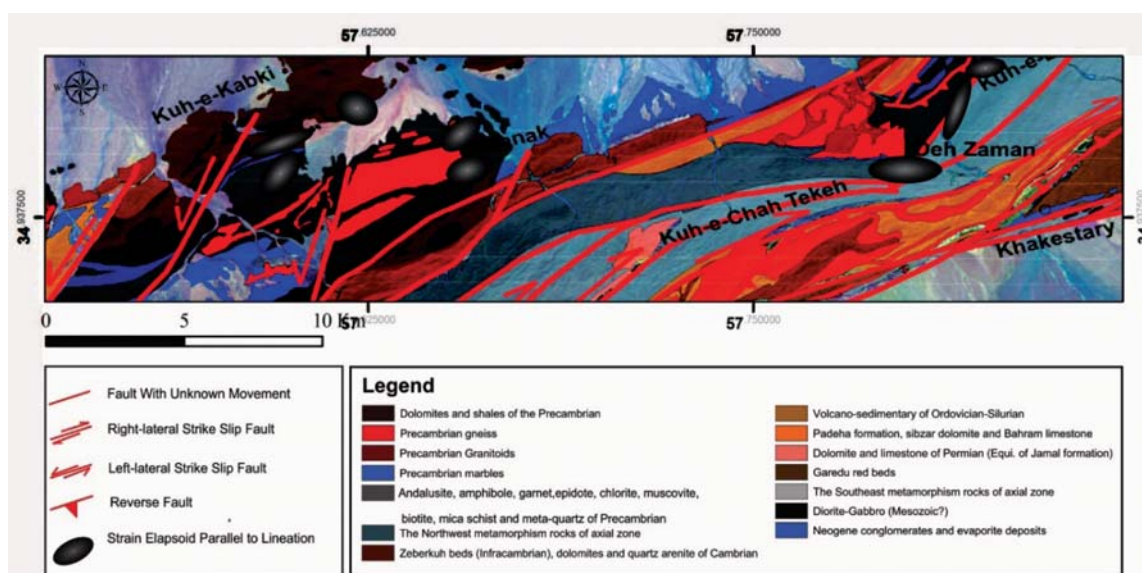 57.625000
57.750000
N
W E
S
Kuh-e-Kabki
Kuh-e-
nak
Deh Zaman
Kuh-e-Chah Tekeh
Khakestary
34.937500
34.937500
0 5 10 Km
57.625000
57.750000
Fault With Unknown Movement
Right-lateral Strike Slip Fault
Left-lateral Strike Slip Fault
Reverse Fault
Strain Elapsoid Parallel to Lineation
Legend
Dolomites and shales of the Precambrian
Precambrian gneiss
Precambrian Granitoids
Precambrian marbles
Andalusite, amphibole, garnet,epidote, chlorite, muscovite,
biotite, mica schist and meta-quartz of Precambrian
The Northwest metamorphism rocks of axial zone
Zeberkuh beds (Infracambrian), dolomites and quartz arenite of Cambrian
Volcano-sedimentary of Ordovician-Silurian
Padeha formation, sibzar dolomite and Bahram limestone
Dolomite and limestone of Permian (Equi. of Jamal formation)
Garedu red beds
The Southeast metamorphism rocks of axial zone
Diorite-Gabbro (Mesozoic?)
Neogene conglomerates and evaporite deposits